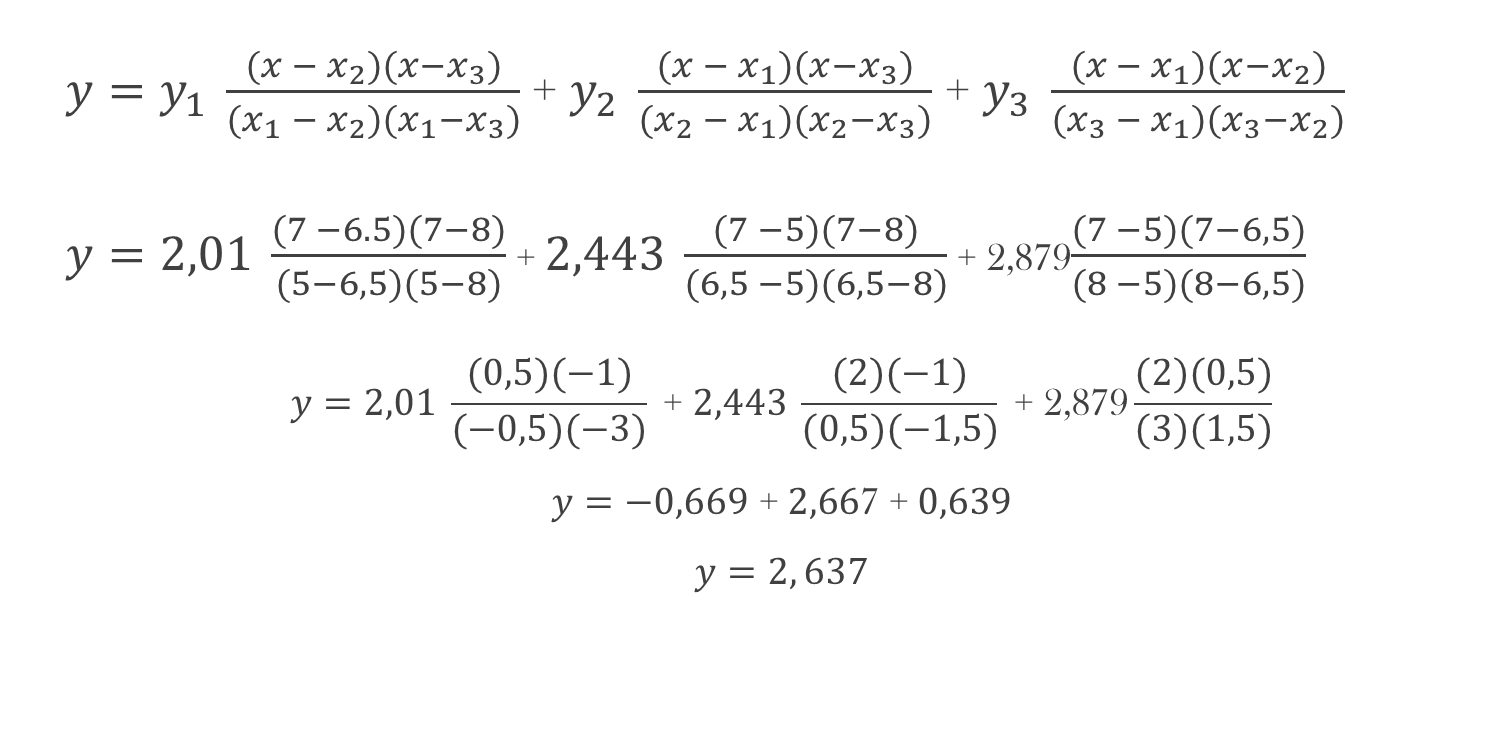 y = y₁ (x − x₂)(x−x₃) / (x₁ − x₂)(x₁−x₃) + y₂ (x − x₁)(x−x₃) / (x₂ − x₁)(x₂−x₃) + y₃ (x − x₁)(x−x₂) / (x₃ − x₁)(x₃−x₂)
y = 2,01 (7 −6.5)(7−8) / (5−6,5)(5−8) + 2,443 (7 −5)(7−8) / (6,5 −5)(6,5−8) + 2,879 (7 −5)(7−6,5) / (8 −5)(8−6,5)
y = 2,01 (0,5)(−1) / (−0,5)(−3) + 2,443 (2)(−1) / (0,5)(−1,5) + 2,879 (2)(0,5) / (3)(1,5)
y = −0,669 + 2,667 + 0,639
y = 2,637